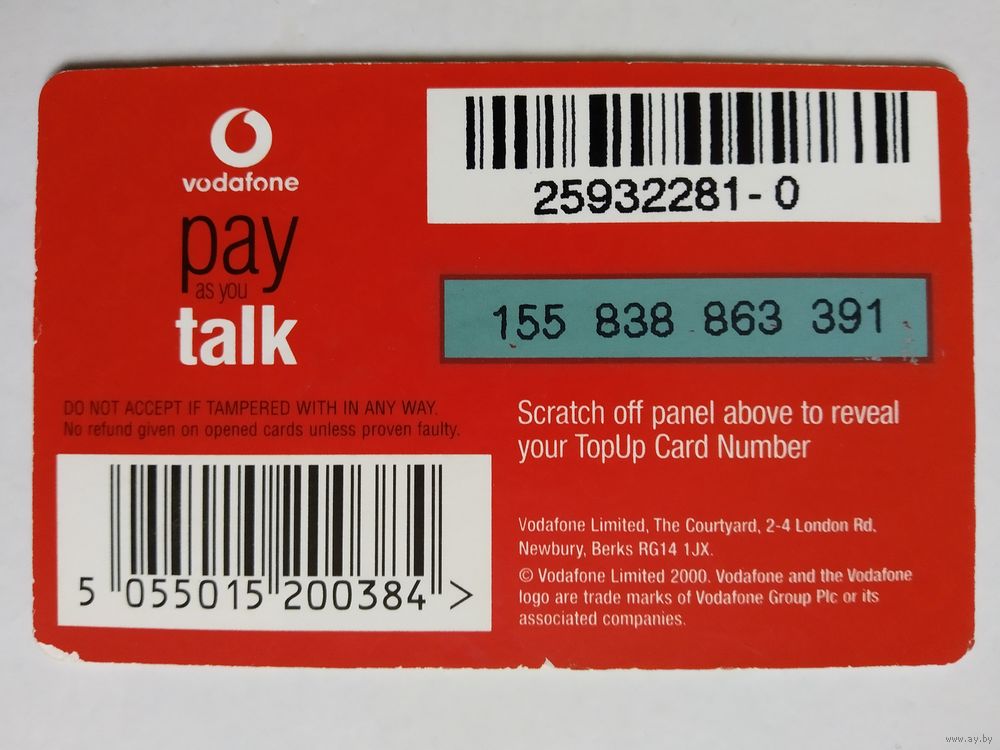 vodafone
pay
as you
talk
25932281-0
155 838 863 391
DO NOT ACCEPT IF TAMPERED WITH IN ANY WAY.
No refund given on opened cards unless proven faulty.
Scratch off panel above to reveal
your TopUp Card Number
5 055015 200384 >
Vodafone Limited, The Courtyard, 2-4 London Rd,
Newbury, Berks RG14 1JX.
© Vodafone Limited 2000. Vodafone and the Vodafone
logo are trade marks of Vodafone Group Plc or its
associated companies.
www.ay.by